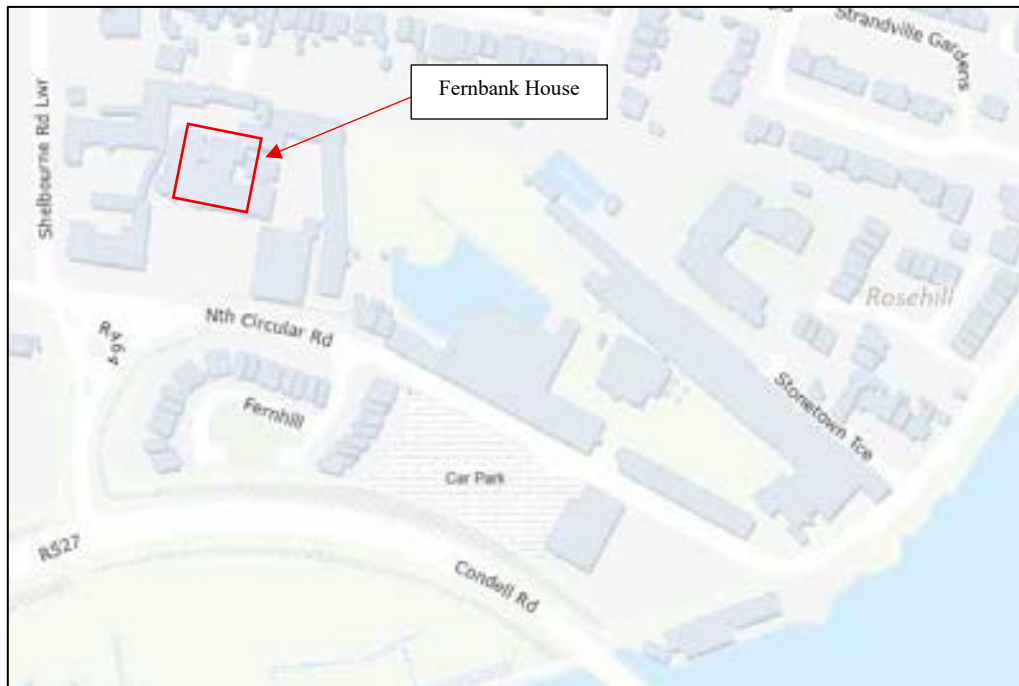 Strandville Gardens
Fernbank House
Shelbourne Rd Lwr
Rosehill
Nth Circular Rd
R464
Stonetown Tce
Fernhill
Car Park
R527
Condell Rd